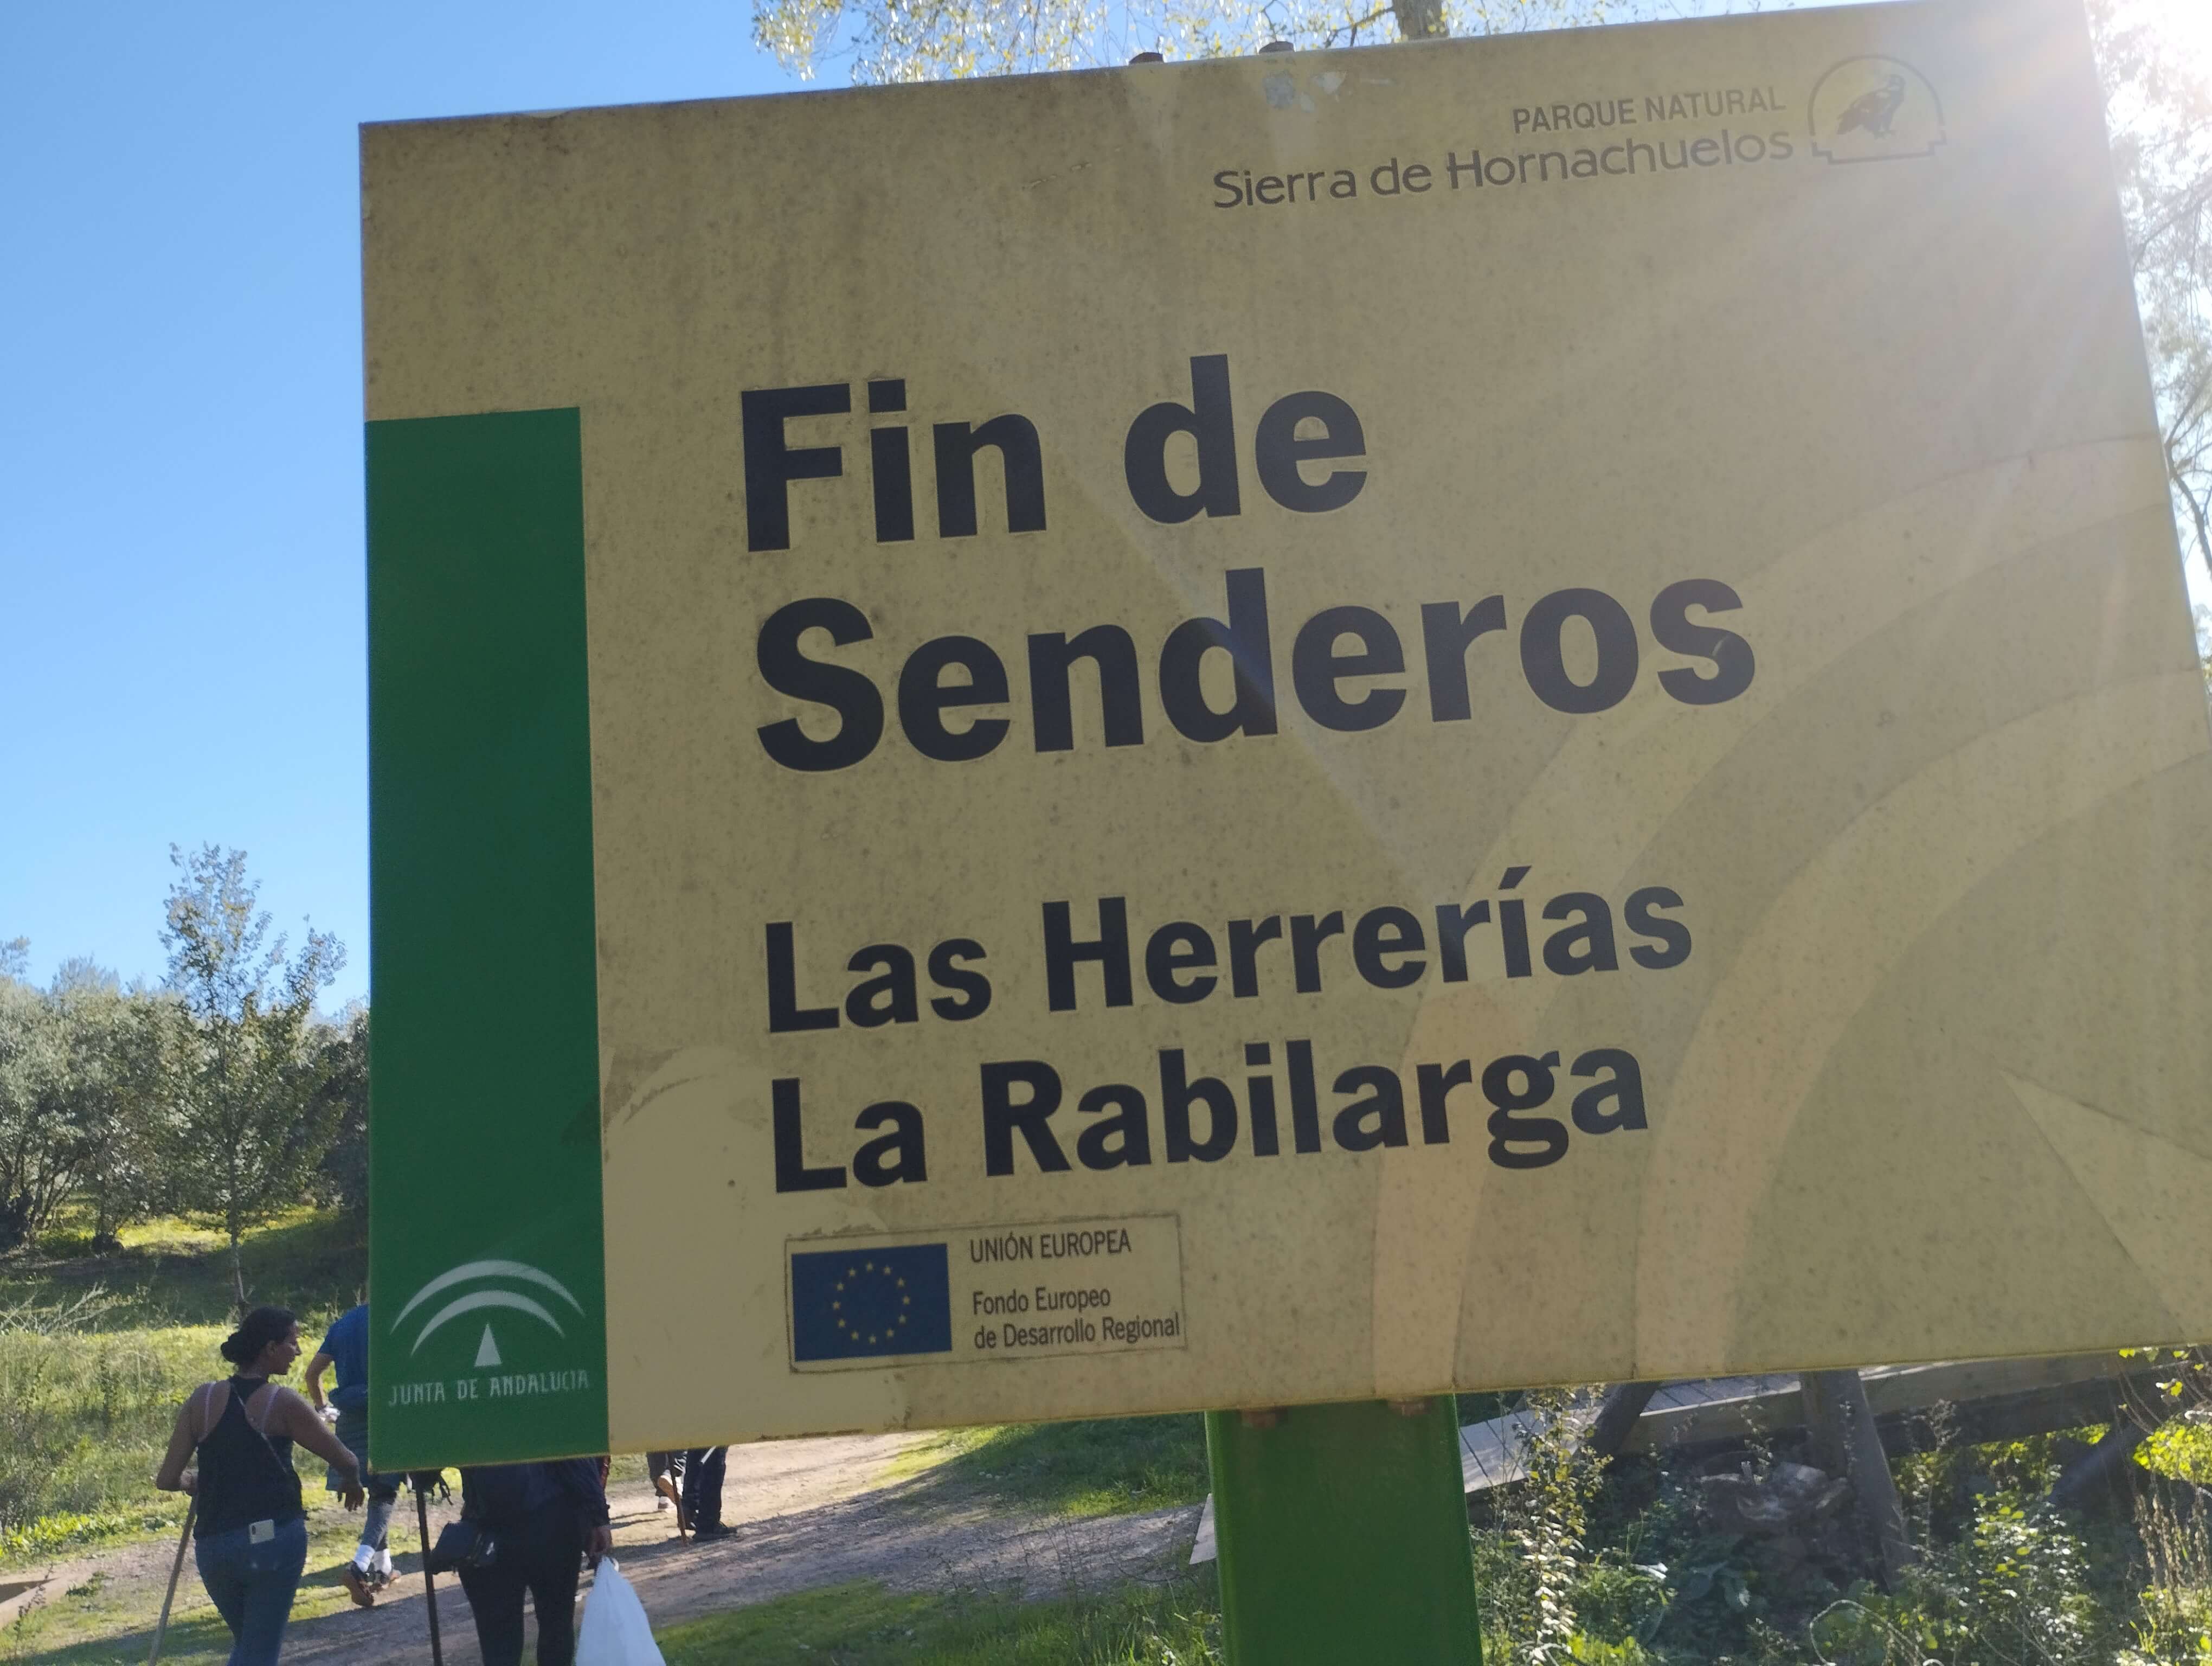 PARQUE NATURAL
Sierra de Hornachuelos
Fin de
Senderos
Las Herrerías
La Rabilarga
UNIÓN EUROPEA
Fondo Europeo
de Desarrollo Regional
JUNTA DE ANDALUCIA